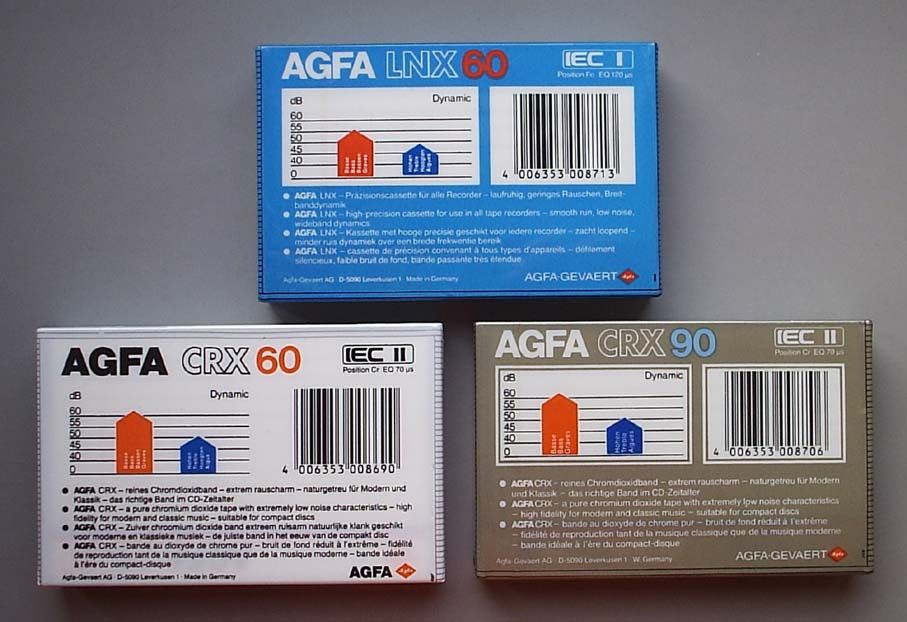 AGFA LNX 60
IEC I
Position Fe EQ 120 µs
dB
Dynamic
60
55
50
45
40
0
Bässe
Bass
Bassen
Graves
Höhen
Treble
Hooglan
Aigues
4 006353 008713
AGFA LNX – Präzisionscassette für alle Recorder – laufruhig, geringes Rauschen, Breit-
banddynamik
AGFA LNX – high-precision cassette for use in all tape recorders – smooth run, low noise,
wideband dynamics
AGFA LNX – Kassette met hooge precisie geschikt voor iedere recorder – zacht loopend –
minder ruis dynamiek over een brede frekwentie bereik
AGFA LNX – cassette de précision convenant à tous types d'appareils – défilement
silencieux, faible bruit de fond, bande passante très étendue
Agfa-Gevaert AG · D-5090 Leverkusen 1 · Made in Germany
AGFA-GEVAERT
AGFA CRX 60
IEC II
Position Cr EQ 70 µs
dB
Dynamic
60
55
50
45
40
0
Bässe
Bass
Bassen
Graves
Höhen
Treble
Hooglan
Aigus
4 006353 008690
AGFA CRX – reines Chromdioxidband – extrem rauscharm – naturgetreu für Modern und
Klassik – das richtige Band im CD-Zeitalter
AGFA CRX – a pure chromium dioxide tape with extremely low noise characteristics – high
fidelity for modern and classic music – suitable for compact discs
AGFA CRX – Zuiver chroomdioxid band extreem ruisarm natuurlijke klank geschikt
voor moderne en klassieke musiek – de juiste band in het eeuw van de compakt disc
AGFA CRX – bande au dioxyde de chrome pur – bruit de fond réduit à l'extrême – fidélité
de reproduction tant de la musique classique que de la musique moderne – bande idéale
à l'ère du compact-disque
Agfa-Gevaert AG · D-5090 Leverkusen 1 · Made in Germany
AGFA
AGFA CRX 90
IEC II
Position Cr EQ 70 µs
dB
Dynamic
60
55
50
45
40
0
Bässe
Bass
Graves
Höhen
Treble
Aigues
4 006353 008706
AGFA CRX – reines Chromdioxidband – extrem rauscharm – naturgetreu für Modern
und Klassik – das richtige Band im CD-Zeitalter
AGFA CRX – a pure chromium dioxide tape with extremely low noise characteristics
– high fidelity for modern and classic music – suitable for compact discs
AGFA CRX – bande au dioxyde de chrome pur – bruit de fond réduit à l'extrême
– fidélité de reproduction tant de la musique classique que de la musique moderne
– bande idéale à l'ère du compact-disque
Agfa-Gevaert AG · D-5090 Leverkusen 1 · W. Germany
AGFA-GEVAERT